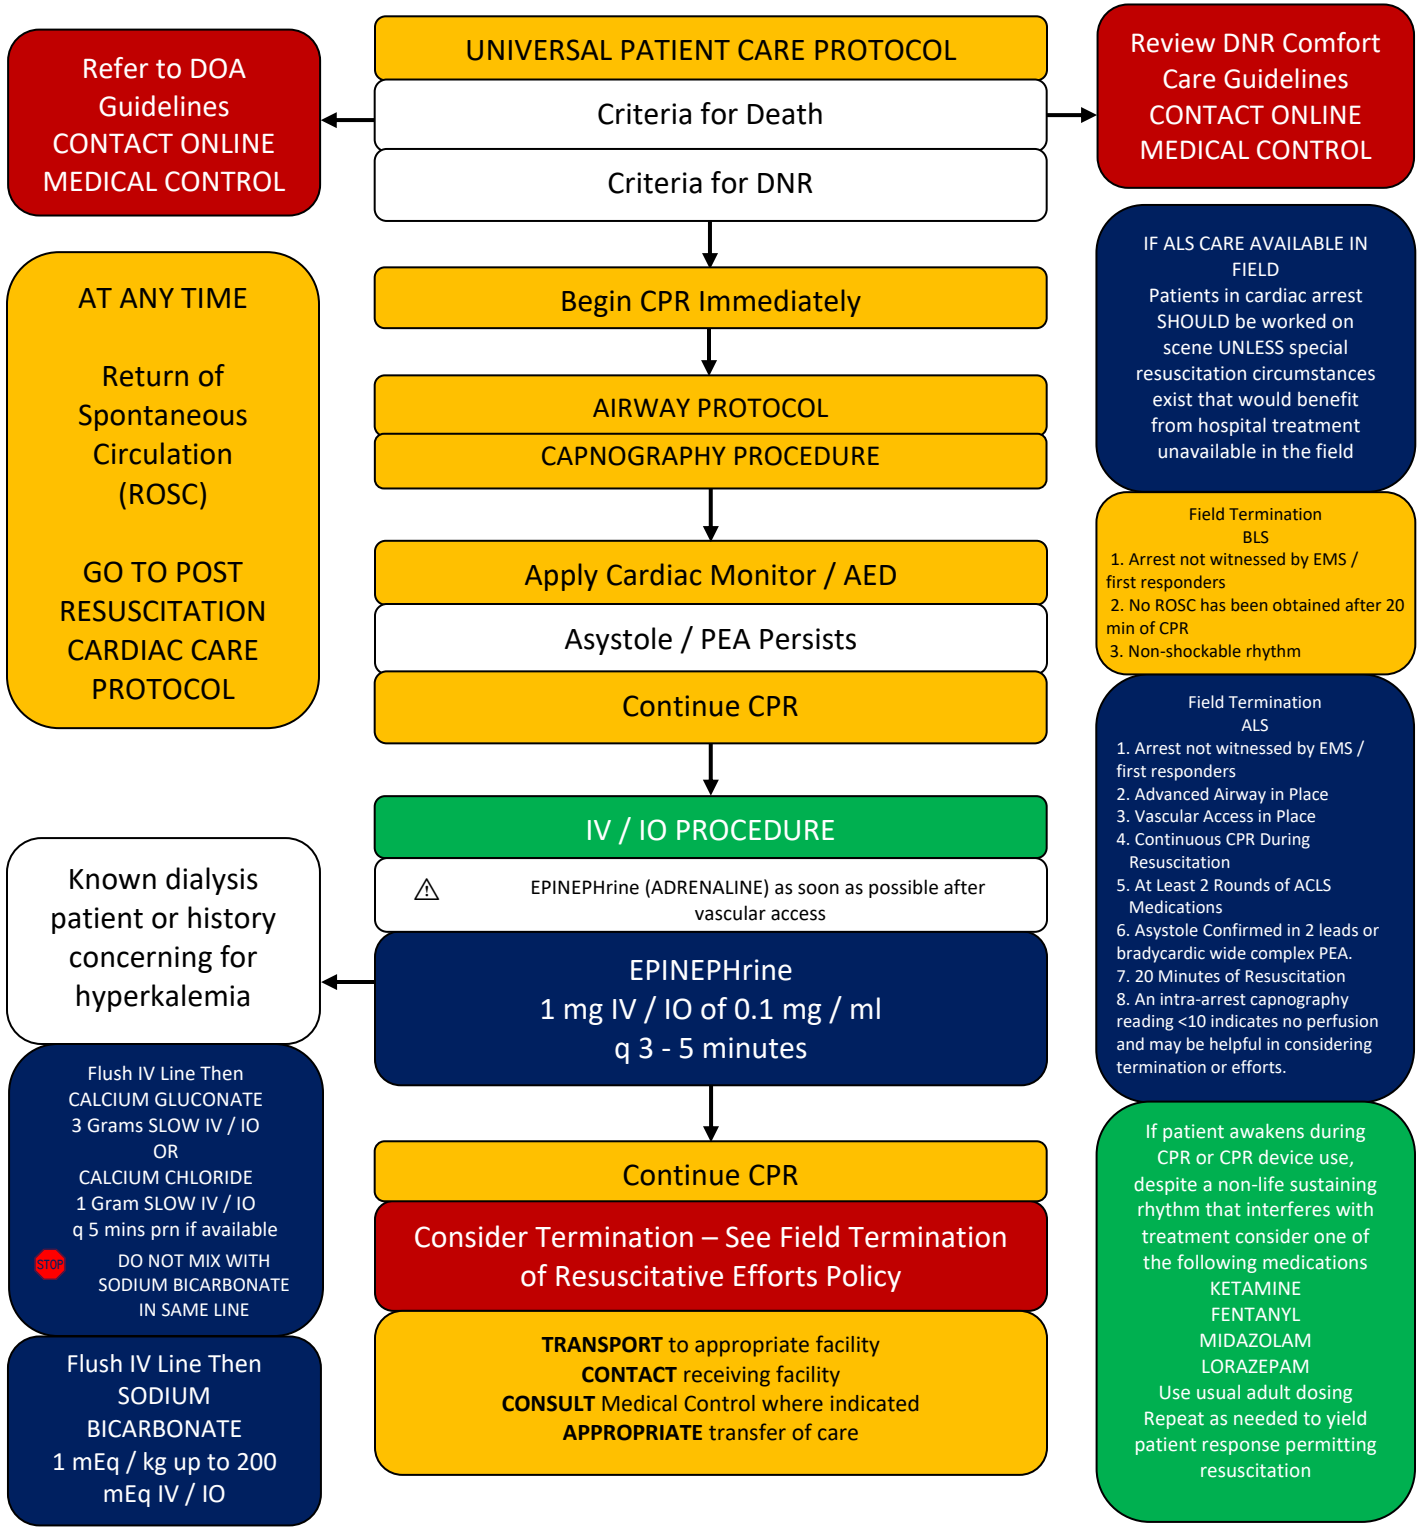 UNIVERSAL PATIENT CARE PROTOCOL
Criteria for Death
Criteria for DNR
Refer to DOA
Guidelines
CONTACT ONLINE
MEDICAL CONTROL
Review DNR Comfort
Care Guidelines
CONTACT ONLINE
MEDICAL CONTROL
Begin CPR Immediately
AIRWAY PROTOCOL
CAPNOGRAPHY PROCEDURE
Apply Cardiac Monitor / AED
Asystole / PEA Persists
Continue CPR
IV / IO PROCEDURE
EPINEPHrine (ADRENALINE) as soon as possible after
vascular access
EPINEPHrine
1 mg IV / IO of 0.1 mg / ml
q 3 - 5 minutes
Continue CPR
Consider Termination – See Field Termination
of Resuscitative Efforts Policy
TRANSPORT to appropriate facility
CONTACT receiving facility
CONSULT Medical Control where indicated
APPROPRIATE transfer of care
AT ANY TIME
Return of
Spontaneous
Circulation
(ROSC)
GO TO POST
RESUSCITATION
CARDIAC CARE
PROTOCOL
Known dialysis
patient or history
concerning for
hyperkalemia
Flush IV Line Then
CALCIUM GLUCONATE
3 Grams SLOW IV / IO
OR
CALCIUM CHLORIDE
1 Gram SLOW IV / IO
q 5 mins prn if available
STOP
DO NOT MIX WITH
SODIUM BICARBONATE
IN SAME LINE
Flush IV Line Then
SODIUM
BICARBONATE
1 mEq / kg up to 200
mEq IV / IO
IF ALS CARE AVAILABLE IN
FIELD
Patients in cardiac arrest
SHOULD be worked on
scene UNLESS special
resuscitation circumstances
exist that would benefit
from hospital treatment
unavailable in the field
Field Termination
BLS
1. Arrest not witnessed by EMS /
first responders
2. No ROSC has been obtained after 20
min of CPR
3. Non-shockable rhythm
Field Termination
ALS
1. Arrest not witnessed by EMS /
first responders
2. Advanced Airway in Place
3. Vascular Access in Place
4. Continuous CPR During
Resuscitation
5. At Least 2 Rounds of ACLS
Medications
6. Asystole Confirmed in 2 leads or
bradycardic wide complex PEA.
7. 20 Minutes of Resuscitation
8. An intra-arrest capnography
reading <10 indicates no perfusion
and may be helpful in considering
termination or efforts.
If patient awakens during
CPR or CPR device use,
despite a non-life sustaining
rhythm that interferes with
treatment consider one of
the following medications
KETAMINE
FENTANYL
MIDAZOLAM
LORAZEPAM
Use usual adult dosing
Repeat as needed to yield
patient response permitting
resuscitation